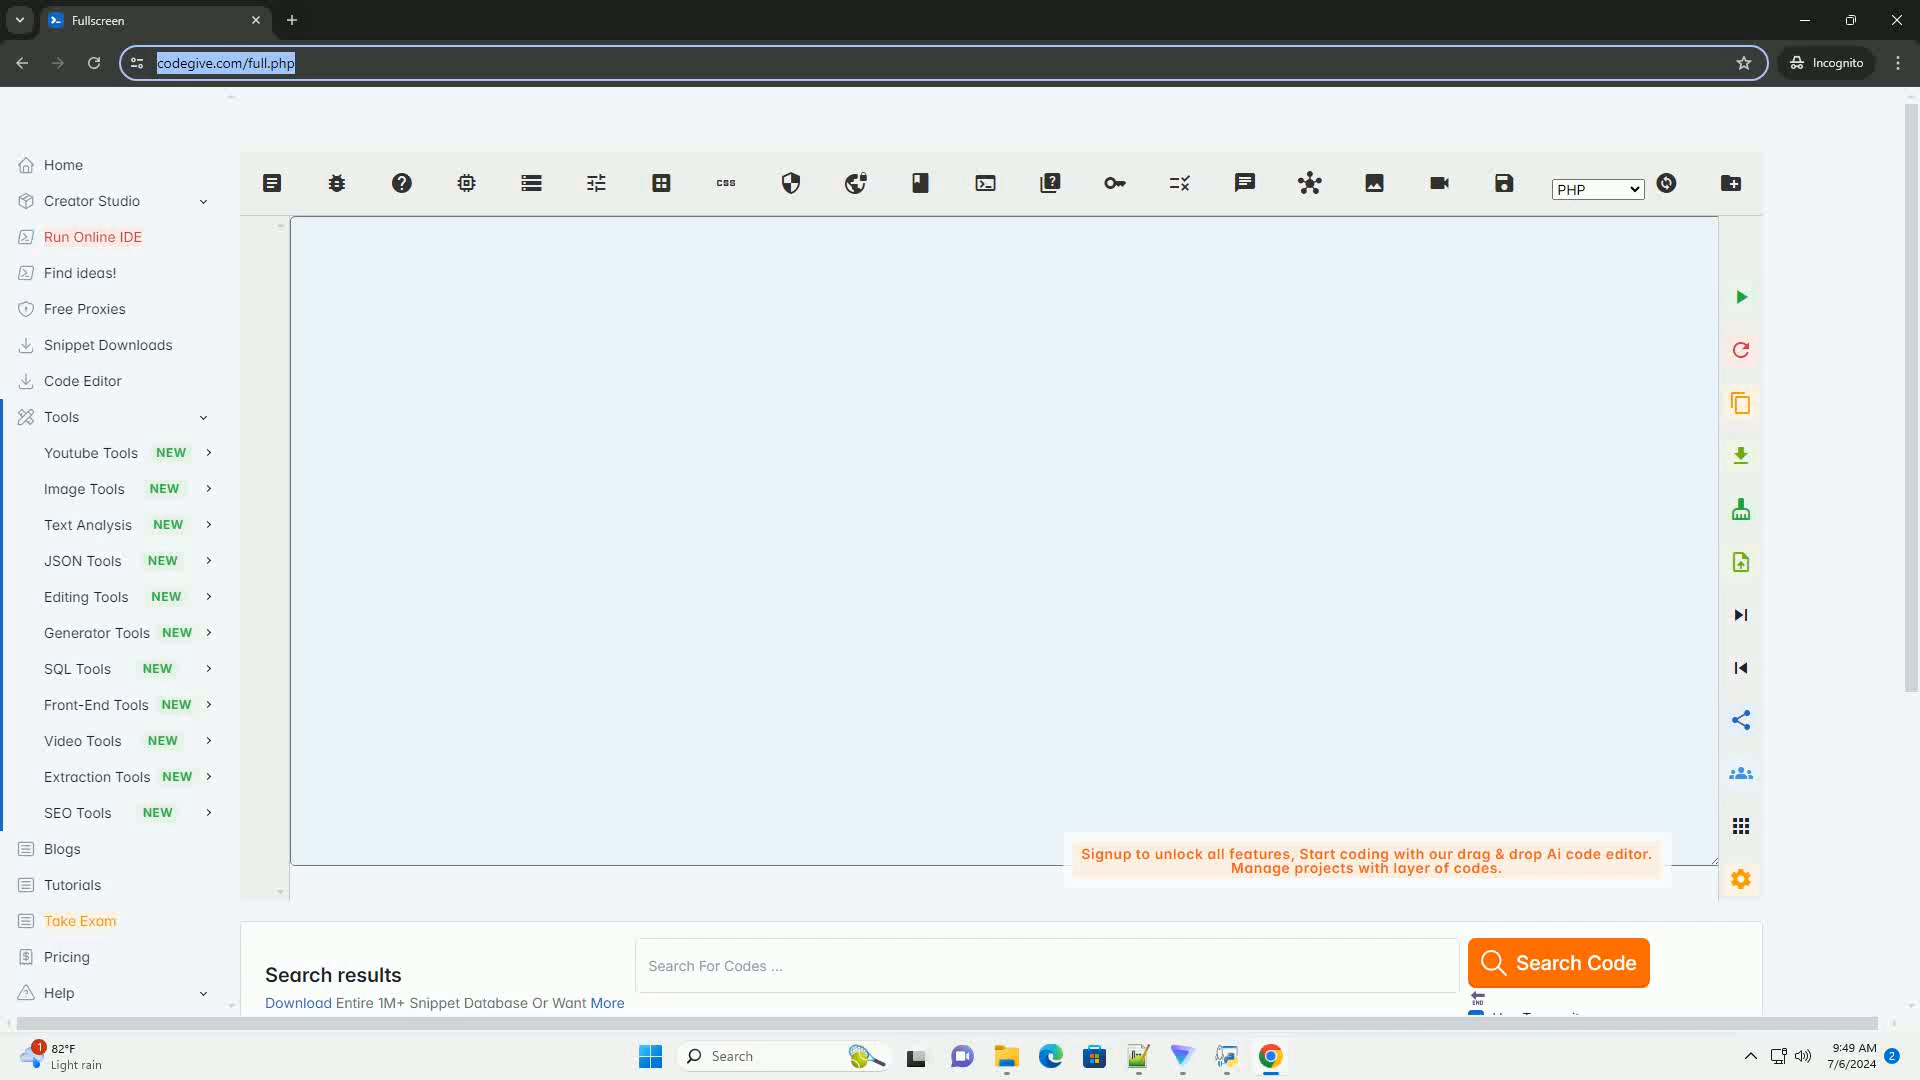 Fullscreen
codegive.com/full.php
Incognito
Home
Creator Studio
Run Online IDE
Find ideas!
Free Proxies
Snippet Downloads
Code Editor
Tools
Youtube Tools NEW
Image Tools NEW
Text Analysis NEW
JSON Tools NEW
Editing Tools NEW
Generator Tools NEW
SQL Tools NEW
Front-End Tools NEW
Video Tools NEW
Extraction Tools NEW
SEO Tools NEW
Blogs
Tutorials
Take Exam
Pricing
Help
css
PHP
Signup to unlock all features, Start coding with our drag & drop Ai code editor.
Manage projects with layer of codes.
Search results
Download Entire 1M+ Snippet Database Or Want More
Search For Codes ...
Search Code
END
1
82°F
Light rain
Search
9:49 AM
7/6/2024
2